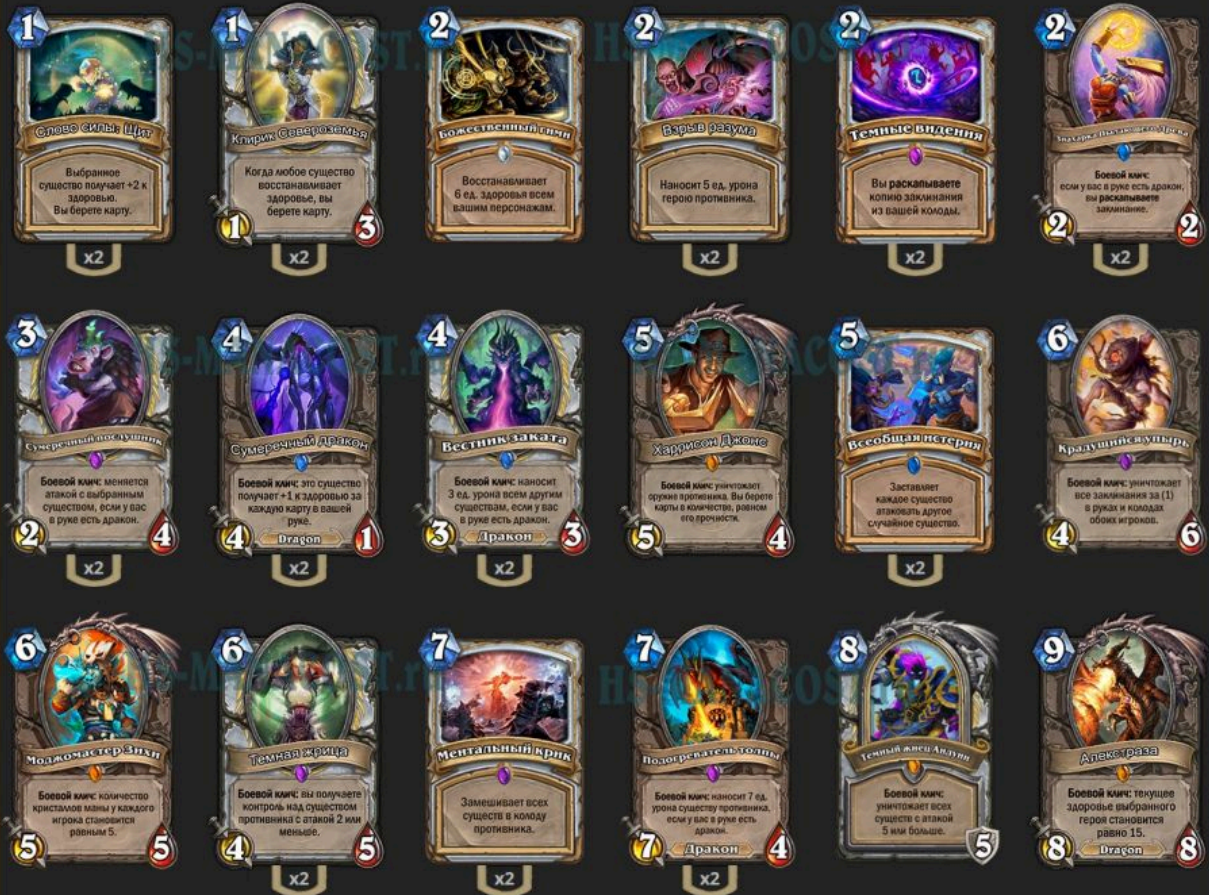 HS-MANACOST.ru
1
Слово силы: Щит
Выбранное
существо получает +2 к
здоровью.
Вы берете карту.
x2
1
Клирик Североземья
Когда любое существо
восстанавливает
здоровье, вы
берете карту.
1
3
x2
2
Божественный гимн
Восстанавливает
6 ед. здоровья всем
вашим персонажам.
2
Взрыв разума
Наносит 5 ед. урона
герою противника.
x2
2
Темные видения
Вы раскапываете
копию заклинания
из вашей колоды.
x2
2
Знахарка Пылающего Древа
Боевой клич:
если у вас в руке есть дракон,
вы раскапываете
заклинание.
2
2
x2
3
Сумеречный послушник
Боевой клич: меняется
атакой с выбранным
существом, если у вас
в руке есть дракон.
2
4
x2
4
Сумеречный дракон
Боевой клич: это существо
получает +1 к здоровью за
каждую карту в вашей
руке.
4
Dragon
1
x2
4
Вестник заката
Боевой клич: наносит
3 ед. урона всем другим
существам, если у вас
в руке есть дракон.
3
Дракон
3
x2
5
Харрисон Джонс
Боевой клич: уничтожает
оружие противника. Вы берете
карты в количестве, равном
его прочности.
5
4
5
Всеобщая истерия
Заставляет
каждое существо
атаковать другое
случайное существо.
x2
6
Крадущийся упырь
Боевой клич: уничтожает
все заклинания за (1)
в руках и колодах
обоих игроков.
4
6
6
Моджомастер Зихи
Боевой клич: количество
кристаллов маны у каждого
игрока становится
равным 5.
5
5
6
Темная жрица
Боевой клич: вы получаете
контроль над существом
противника с атакой 2 или
меньше.
4
5
x2
7
Ментальный крик
Замешивает всех
существ в колоду
противника.
x2
7
Подогреватель толпы
Боевой клич: наносит 7 ед.
урона существу противника,
если у вас в руке есть
дракон.
7
Дракон
4
x2
8
Темный жнец Андуин
Боевой клич:
уничтожает всех
существ с атакой
5 или больше.
5
9
Алекстраза
Боевой клич: текущее
здоровье выбранного
героя становится
равно 15.
8
Dragon
8